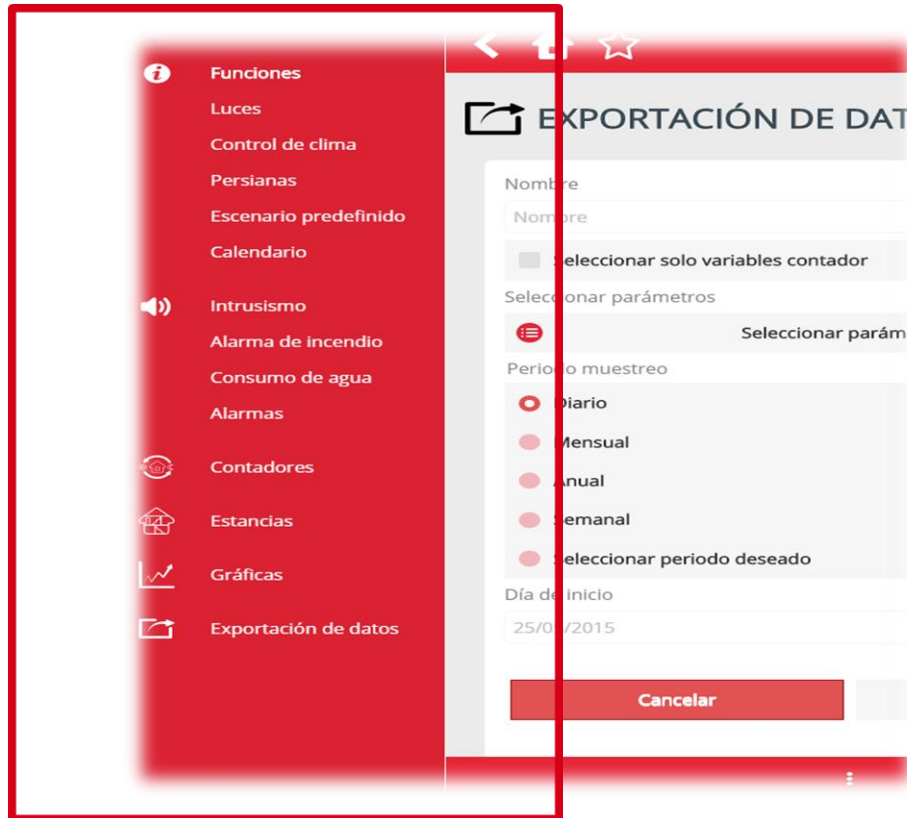 Funciones
Luces
Control de clima
Persianas
Escenario predefinido
Calendario
Intrusismo
Alarma de incendio
Consumo de agua
Alarmas
Contadores
Estancias
Gráficas
Exportación de datos
EXPORTACIÓN DE DAT
Nombre
Nombre
Seleccionar solo variables contador
Seleccionar parámetros
Seleccionar parám
Periodo muestreo
Diario
Mensual
Anual
Semanal
Seleccionar periodo deseado
Día de inicio
/2015
Cancelar